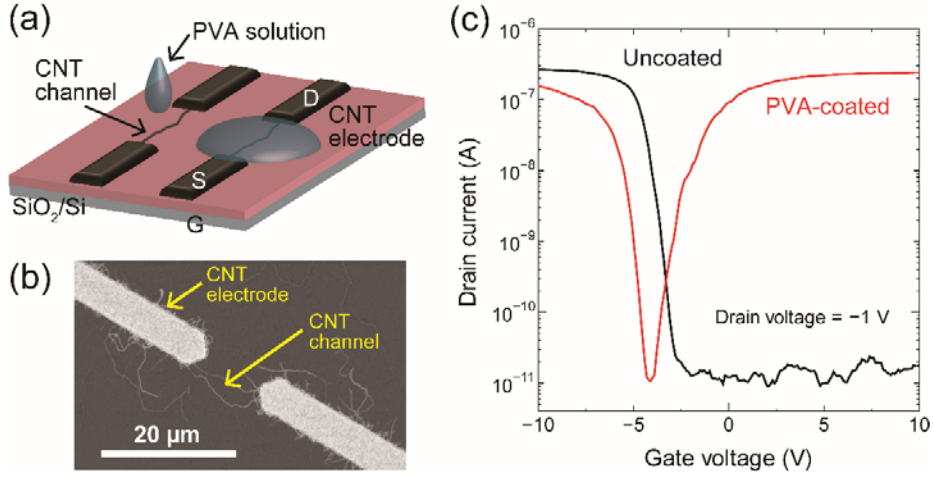 (a)
PVA solution
CNT
channel
D
CNT
electrode
S
SiO₂/Si
G
(b)
CNT
electrode
CNT
channel
20 μm
(c)
10⁻⁶
10⁻⁷
10⁻⁸
10⁻⁹
10⁻¹⁰
10⁻¹¹
Drain current (A)
Uncoated
PVA-coated
Drain voltage = −1 V
−10
−5
0
5
10
Gate voltage (V)